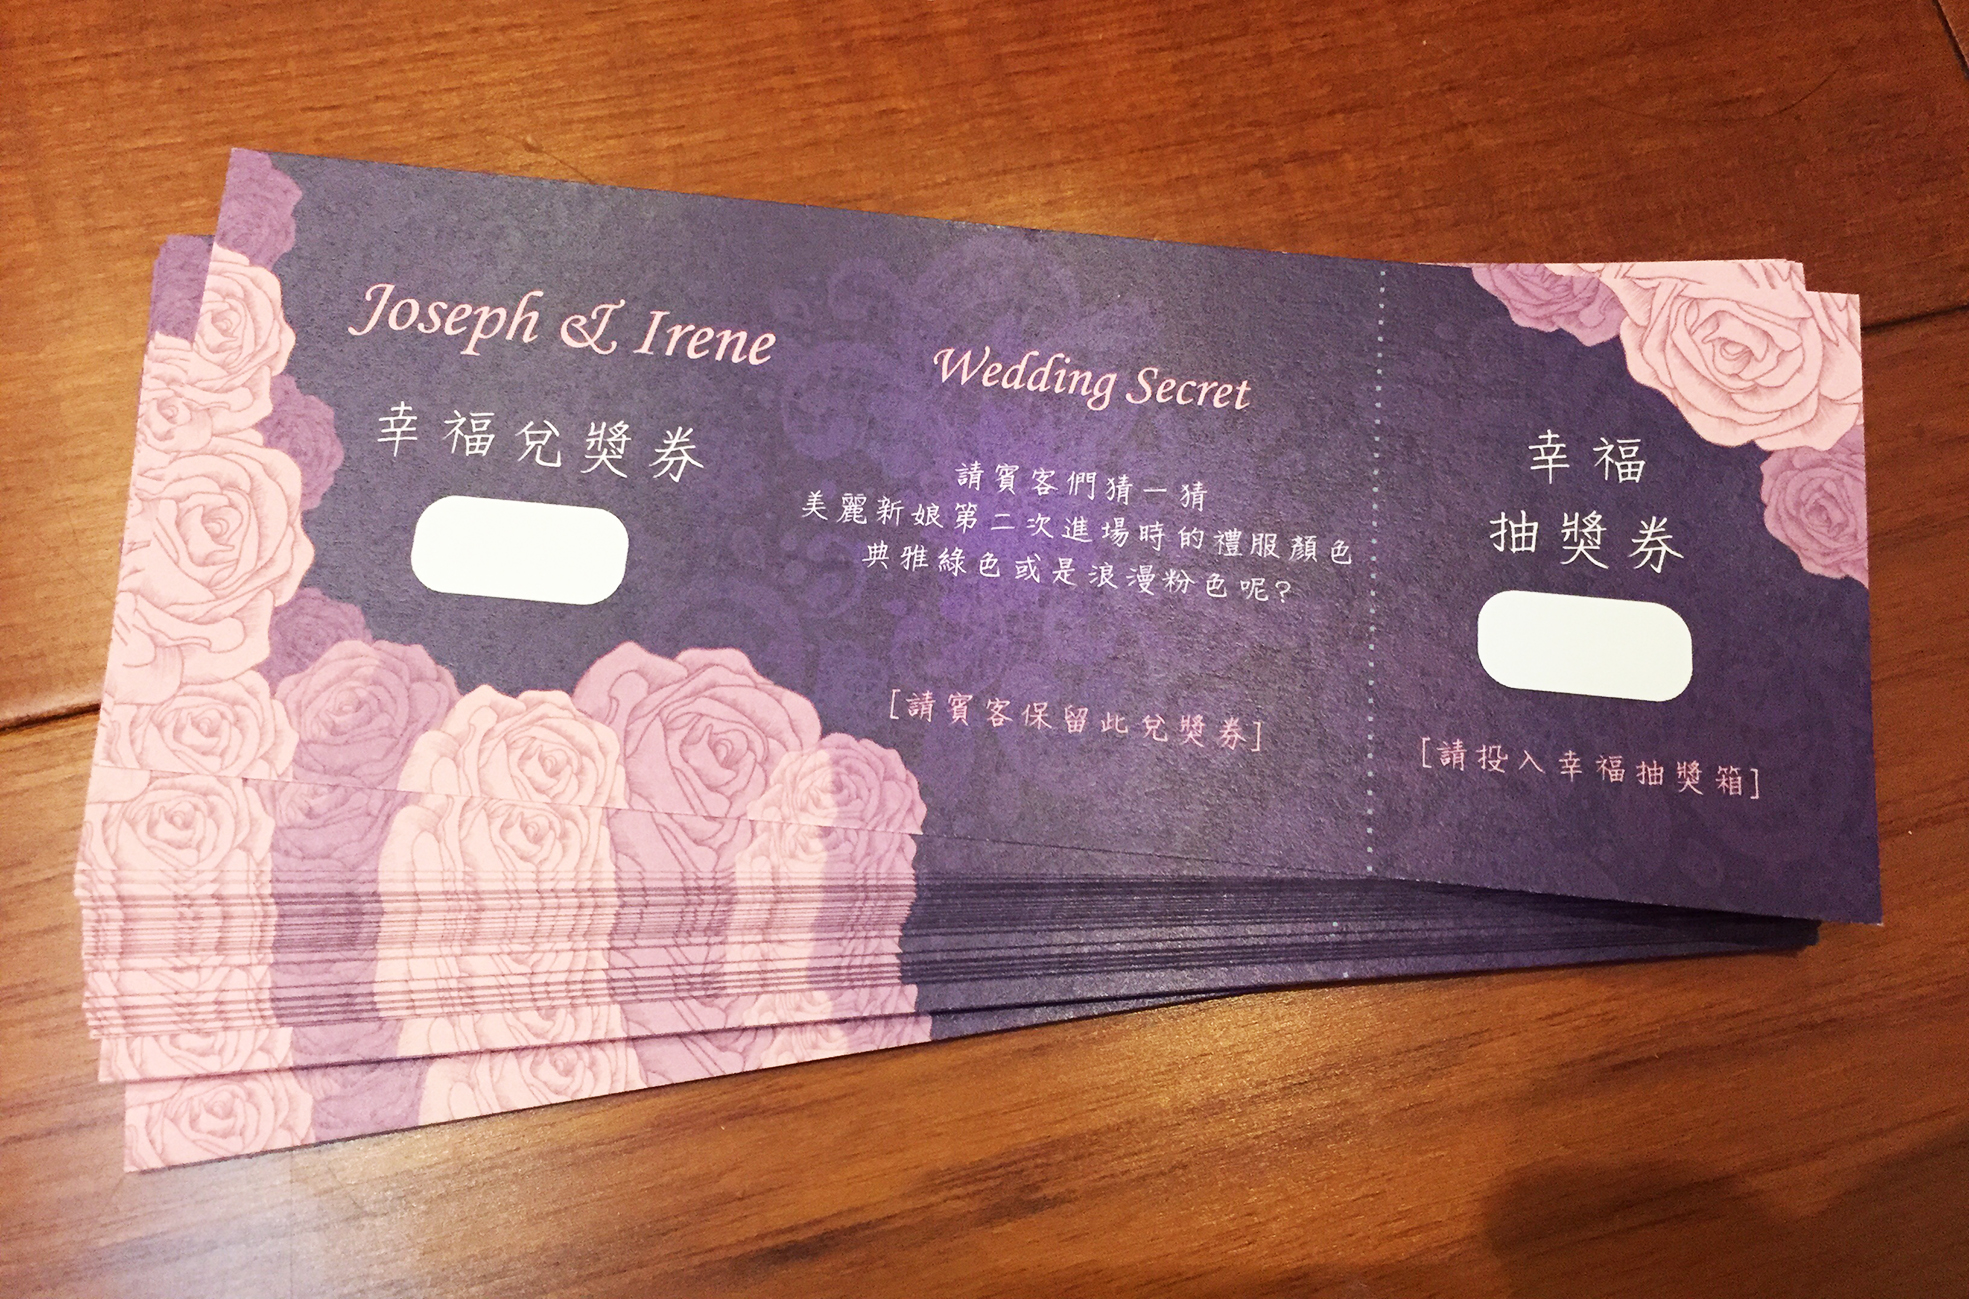 Joseph & Irene
幸福兌獎券
Wedding Secret
請賓客們猜一猜
美麗新娘第二次進場時的禮服顏色
典雅綠色或是浪漫粉色呢?
[請賓客保留此兌獎券]
幸福
抽獎券
[請投入幸福抽獎箱]